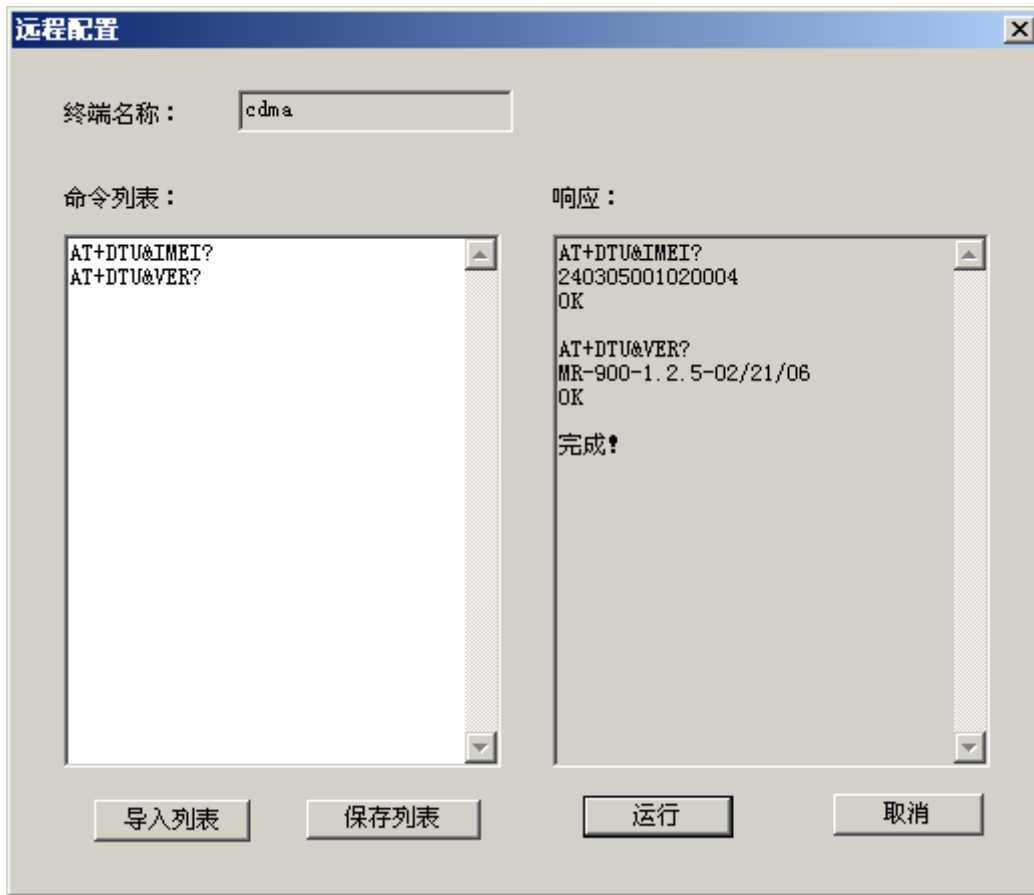 远程配置
终端名称：
cdma
命令列表：
AT+DTU&IMEI?
AT+DTU&VER?
响应：
AT+DTU&IMEI?
240305001020004
OK
AT+DTU&VER?
MR-900-1.2.5-02/21/06
OK
完成!
导入列表
保存列表
运行
取消